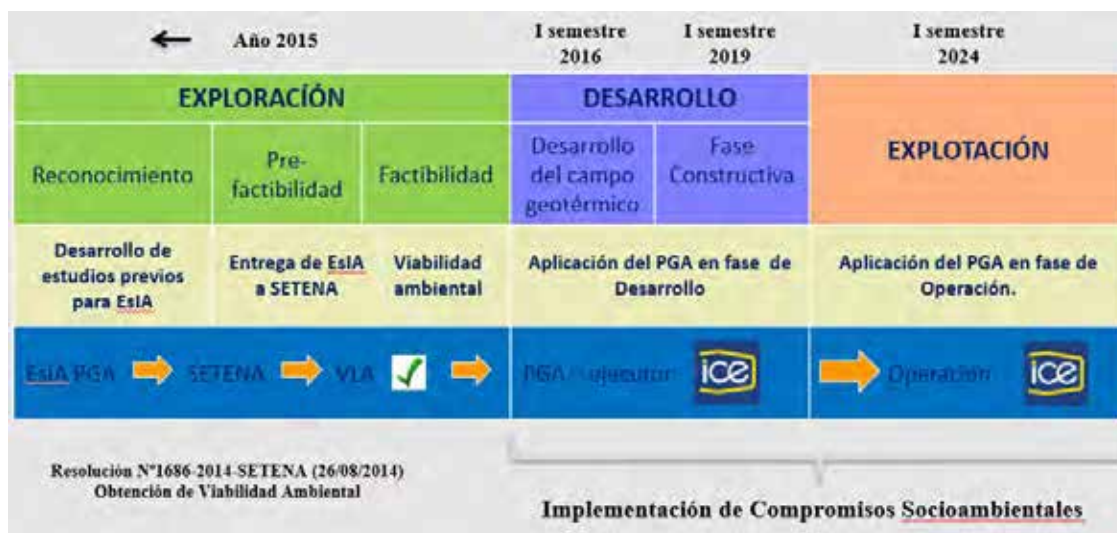 Año 2015
I semestre
2016
I semestre
2019
I semestre
2024
EXPLORACÍÓN
DESARROLLO
EXPLOTACIÓN
Reconocimiento
Pre-
factibilidad
Factibilidad
Desarrollo
del campo
geotérmico
Fase
Constructiva
Desarrollo de
estudios previos
para EsIA
Entrega de EsIA
a SETENA
Viabilidad
ambiental
Aplicación del PGA en fase de
Desarrollo
Aplicación del PGA en fase de
Operación.
EsIA PGA
SETENA
VLA
PGA
ejecutor
ice
Operación
ice
Resolución N°1686-2014-SETENA (26/08/2014)
Obtención de Viabilidad Ambiental
Implementación de Compromisos Socioambientales